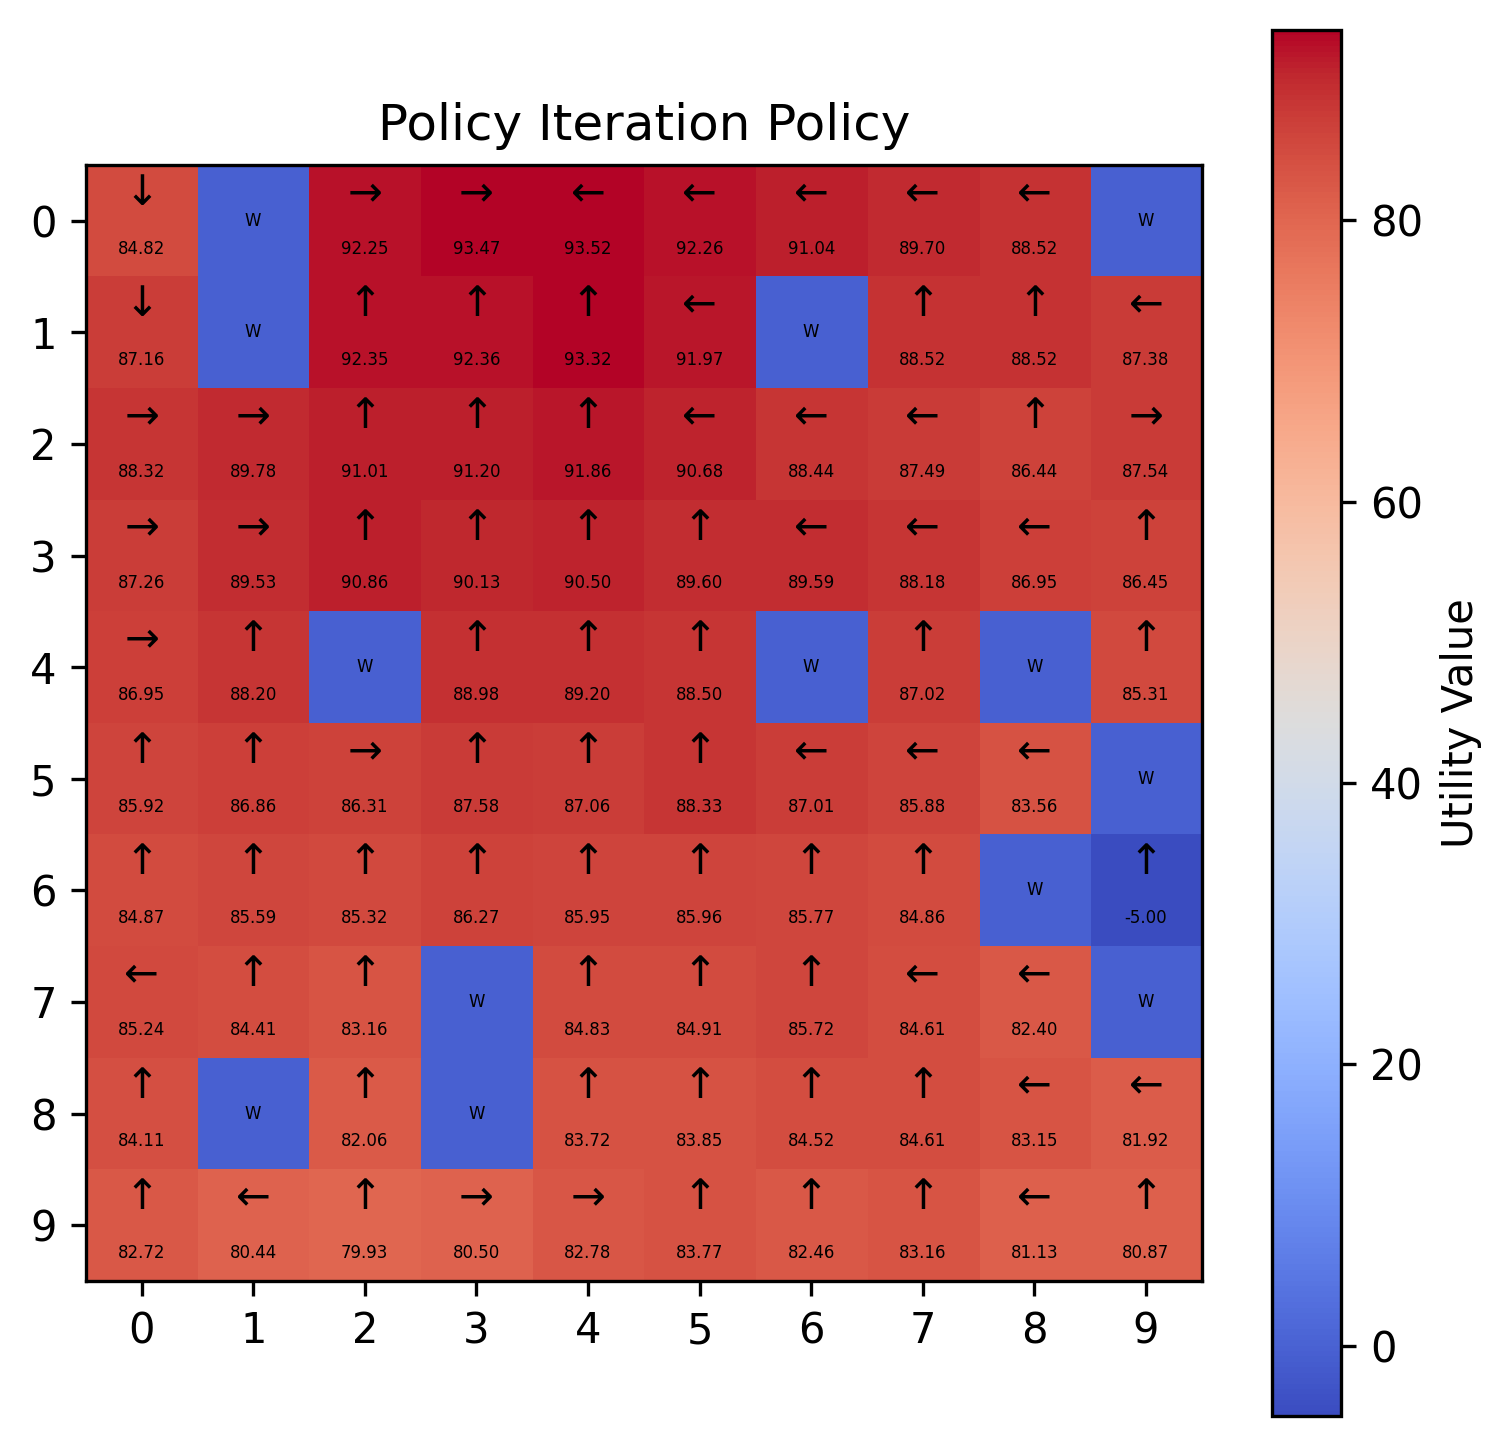 Policy Iteration Policy
0 ↓ W → → ← ← ← ← ← W
84.82 92.25 93.47 93.52 92.26 91.04 89.70 88.52
1 ↓ W ↑ ↑ ↑ ← W ↑ ↑ ←
87.16 92.35 92.36 93.32 91.97 88.52 88.52 87.38
2 → → ↑ ↑ ↑ ← ← ← ↑ →
88.32 89.78 91.01 91.20 91.86 90.68 88.44 87.49 86.44 87.54
3 → → ↑ ↑ ↑ ↑ ← ← ← ↑
87.26 89.53 90.86 90.13 90.50 89.60 89.59 88.18 86.95 86.45
4 → ↑ W ↑ ↑ ↑ W ↑ W ↑
86.95 88.20 88.98 89.20 88.50 87.02 85.31
5 ↑ ↑ → ↑ ↑ ↑ ← ← ← W
85.92 86.86 86.31 87.58 87.06 88.33 87.01 85.88 83.56
6 ↑ ↑ ↑ ↑ ↑ ↑ ↑ ↑ W ↑
84.87 85.59 85.32 86.27 85.95 85.96 85.77 84.86 -5.00
7 ← ↑ ↑ W ↑ ↑ ↑ ← ← W
85.24 84.41 83.16 84.83 84.91 85.72 84.61 82.40
8 ↑ W ↑ W ↑ ↑ ↑ ↑ ← ←
84.11 82.06 83.72 83.85 84.52 84.61 83.15 81.92
9 ↑ ← ↑ → → ↑ ↑ ↑ ← ↑
82.72 80.44 79.93 80.50 82.78 83.77 82.46 83.16 81.13 80.87
0 1 2 3 4 5 6 7 8 9
80
60
40
20
0
Utility Value